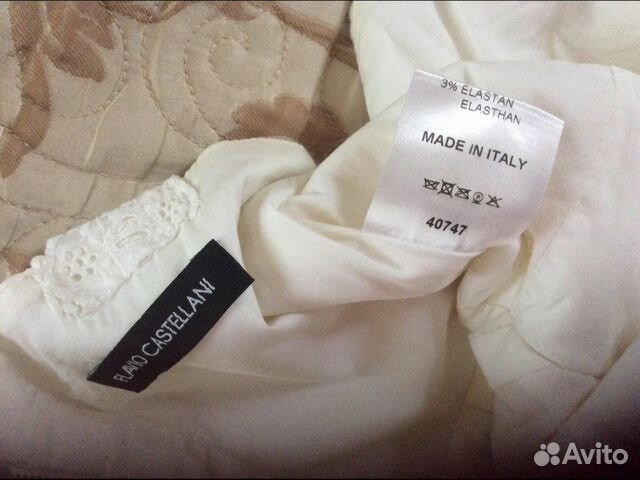 3% ELASTAN
ELASTHAN
MADE IN ITALY
40747
FLAVIO CASTELLANI
Avito